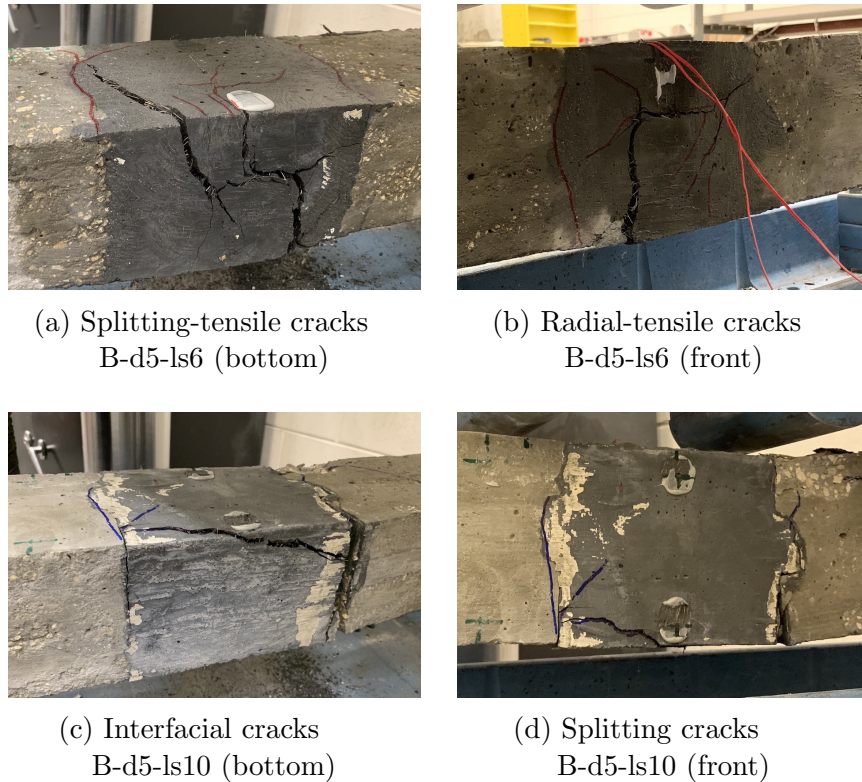 (a) Splitting-tensile cracks
B-d5-ls6 (bottom)
(b) Radial-tensile cracks
B-d5-ls6 (front)
(c) Interfacial cracks
B-d5-ls10 (bottom)
(d) Splitting cracks
B-d5-ls10 (front)